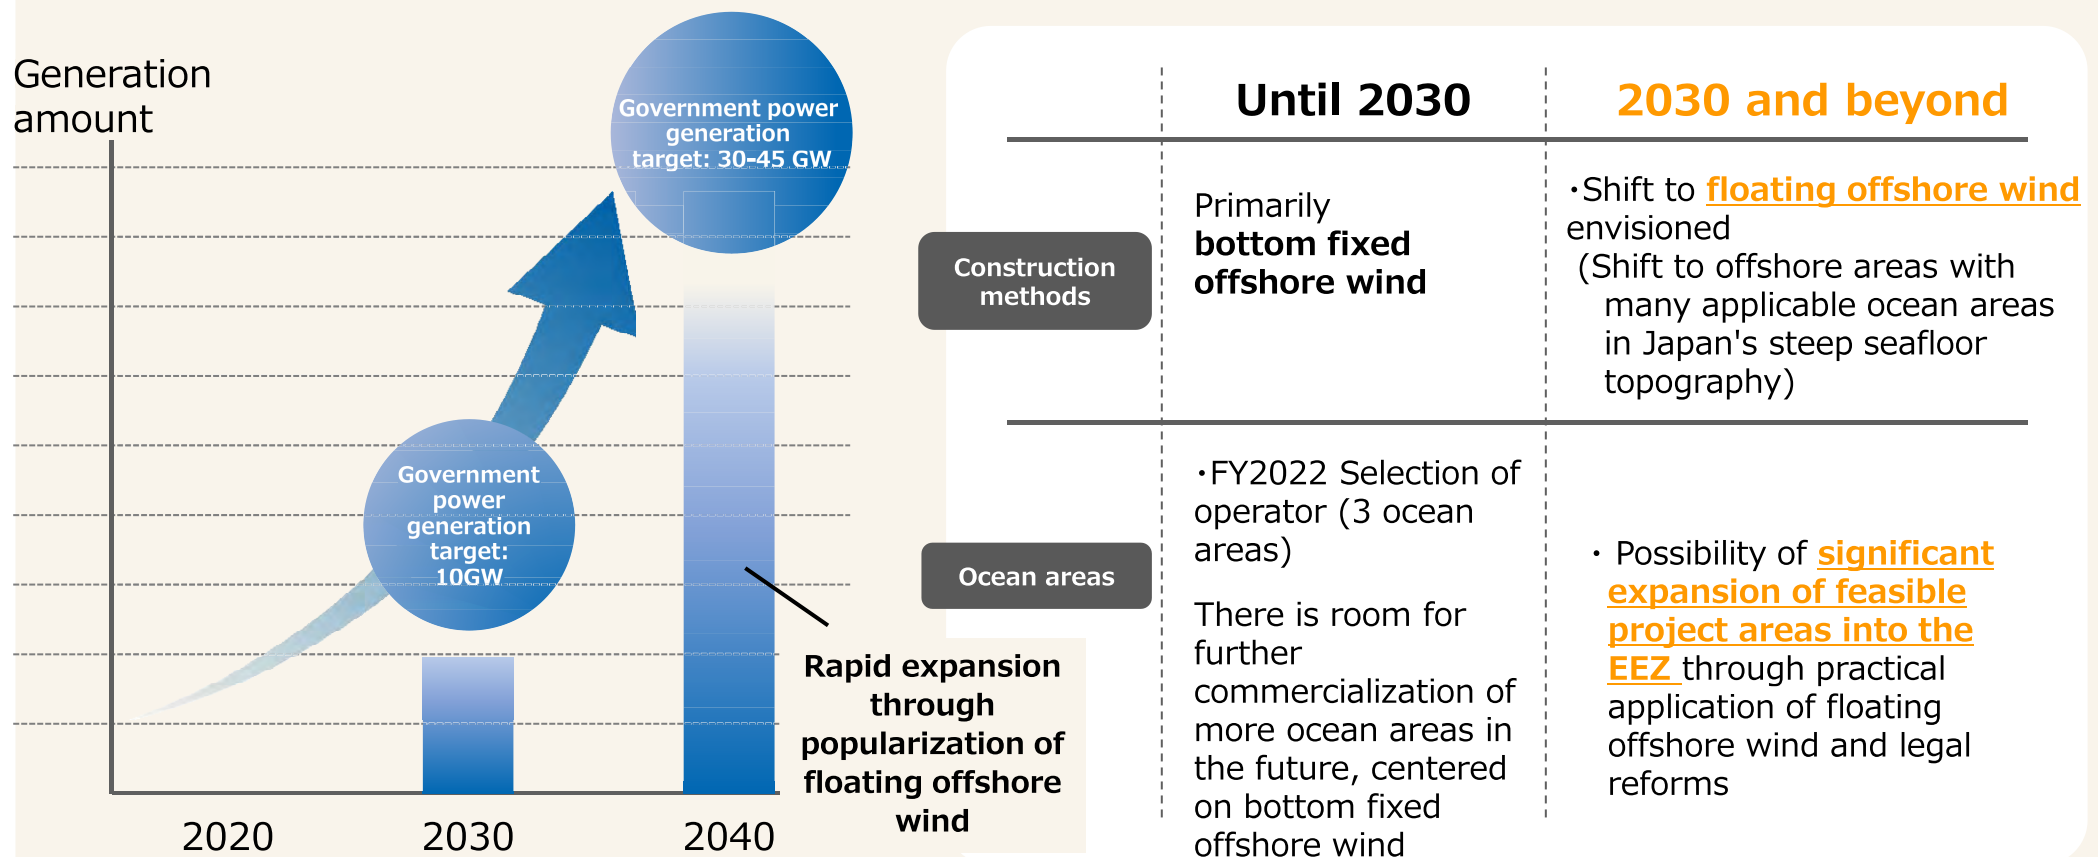 Generation
amount
Government power
generation
target: 30-45 GW
Government
power
generation
target:
10GW
Rapid expansion
through
popularization of
floating offshore
wind
2020
2030
2040
Until 2030
2030 and beyond
Construction
methods
Primarily
bottom fixed
offshore wind
・Shift to floating offshore wind
envisioned
(Shift to offshore areas with
many applicable ocean areas
in Japan's steep seafloor
topography)
Ocean areas
・FY2022 Selection of
operator (3 ocean
areas)
There is room for
further
commercialization of
more ocean areas in
the future, centered
on bottom fixed
offshore wind
・ Possibility of significant
expansion of feasible
project areas into the
EEZ through practical
application of floating
offshore wind and legal
reforms